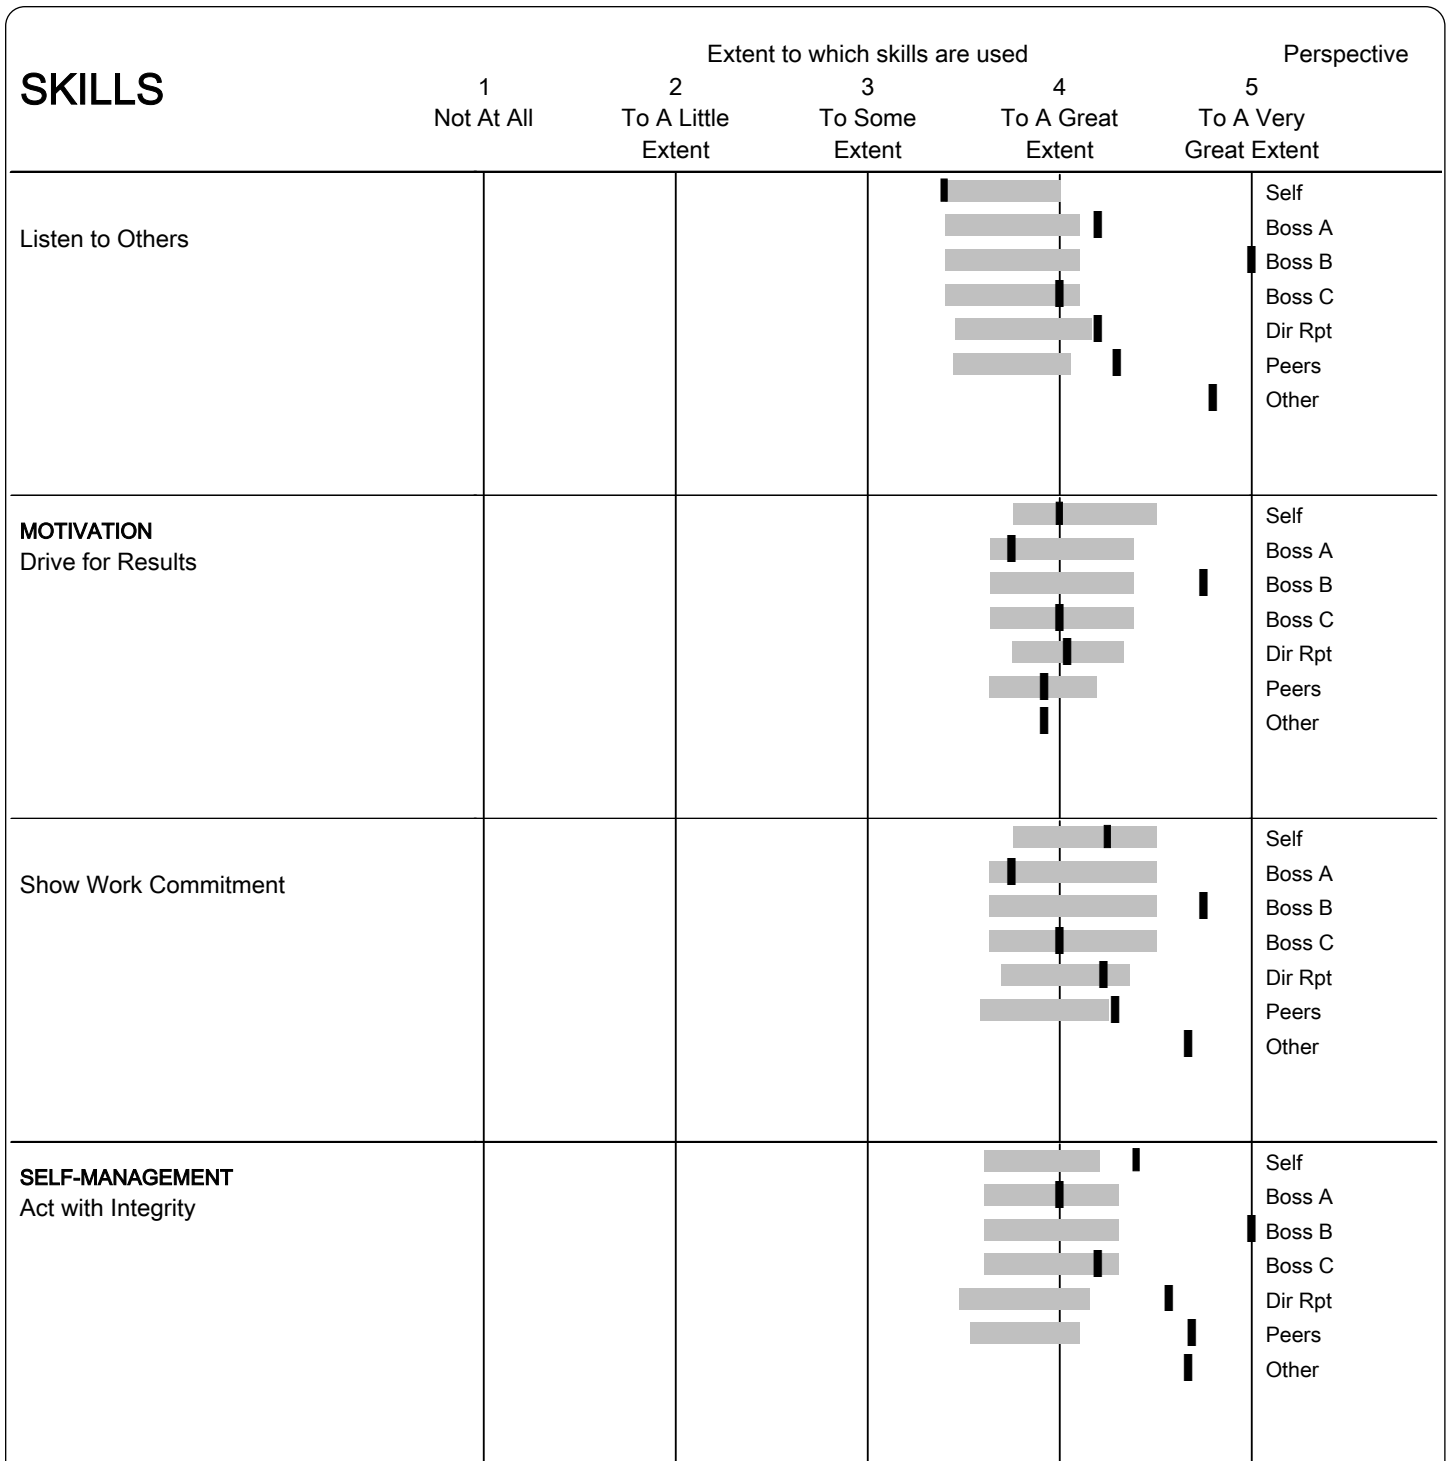 Extent to which skills are used Perspective
SKILLS
1 2 3 4 5
Not At All To A Little To Some To A Great To A Very
Extent Extent Extent Great Extent
Listen to Others
Self
Boss A
Boss B
Boss C
Dir Rpt
Peers
Other
MOTIVATION
Drive for Results
Self
Boss A
Boss B
Boss C
Dir Rpt
Peers
Other
Show Work Commitment
Self
Boss A
Boss B
Boss C
Dir Rpt
Peers
Other
SELF-MANAGEMENT
Act with Integrity
Self
Boss A
Boss B
Boss C
Dir Rpt
Peers
Other